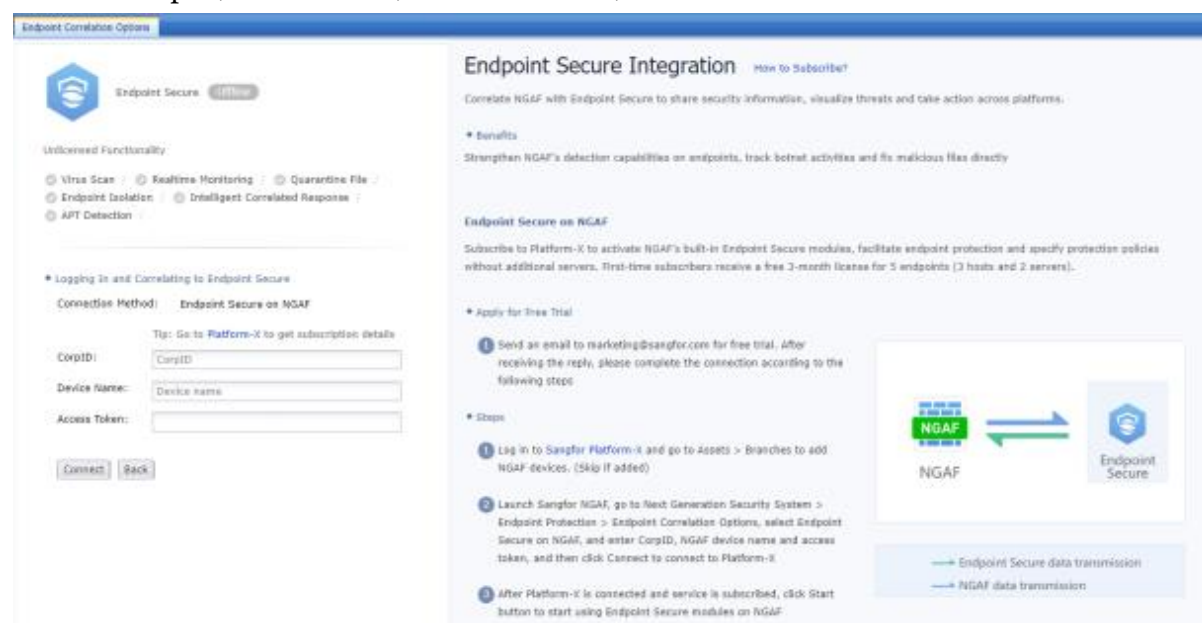 Endpoint Correlation Options
Endpoint Secure Offline
Unlicensed Functionality
Virus Scan / Realtime Monitoring / Quarantine File /
Endpoint Isolation / Intelligent Correlated Response /
APT Detection /
Logging In and Correlating to Endpoint Secure
Connection Method: Endpoint Secure on NGAF
Tip: Go to Platform-X to get subscription details
CorpID: CorpID
Device Name: Device name
Access Token:
Connect Back
Endpoint Secure Integration How to Subscribe?
Correlate NGAF with Endpoint Secure to share security information, visualize threats and take action across platforms.
Benefits
Strengthen NGAF's detection capabilities on endpoints, track botnet activities and fix malicious files directly
Endpoint Secure on NGAF
Subscribe to Platform-X to activate NGAF's built-in Endpoint Secure modules, facilitate endpoint protection and specify protection policies
without additional servers. First-time subscribers receive a free 3-month license for 5 endpoints (3 hosts and 2 servers).
Apply for Free Trial
1 Send an email to marketing@sangfor.com for free trial. After
receiving the reply, please complete the connection according to the
following steps
Steps
1 Log in to Sangfor Platform-X and go to Assets > Branches to add
NGAF devices. (Skip if added)
2 Launch Sangfor NGAF, go to Next Generation Security System >
Endpoint Protection > Endpoint Correlation Options, select Endpoint
Secure on NGAF, and enter CorpID, NGAF device name and access
token, and then click Connect to connect to Platform-X
3 After Platform-X is connected and service is subscribed, click Start
button to start using Endpoint Secure modules on NGAF
NGAF
NGAF
Endpoint
Secure
Endpoint Secure data transmission
NGAF data transmission